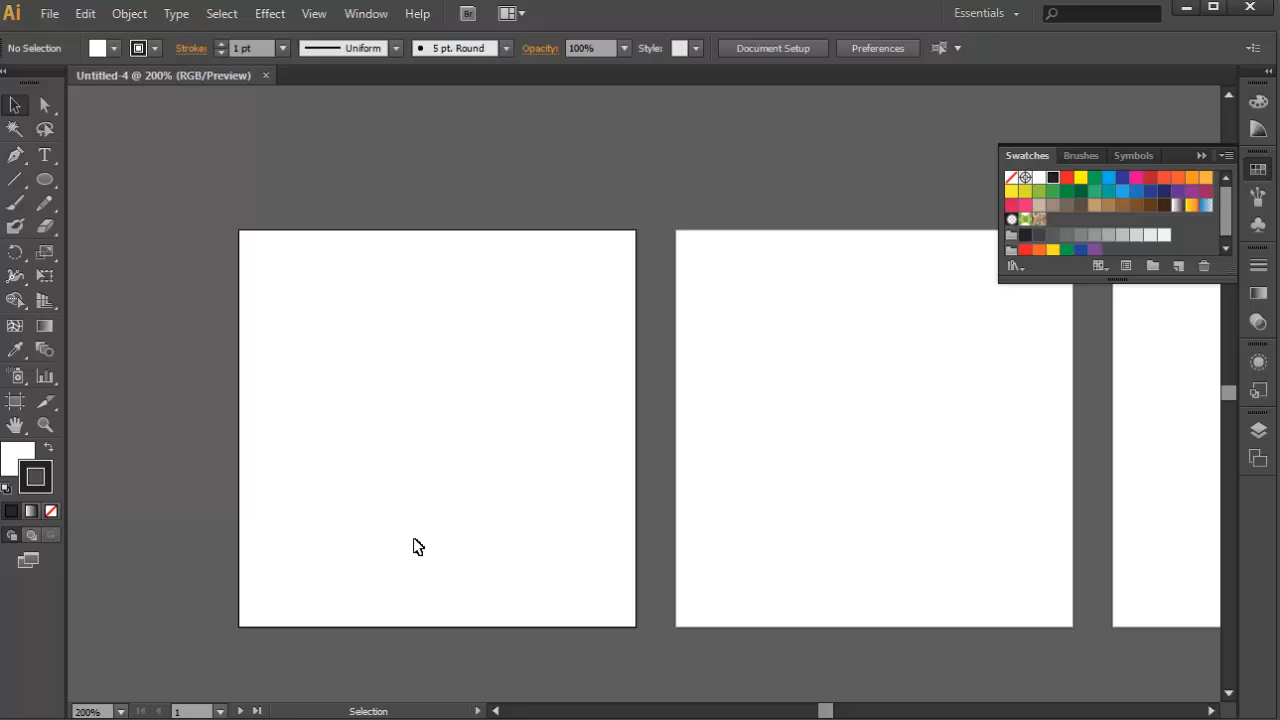 Ai File Edit Object Type Select Effect View Window Help Br Essentials
No Selection Stroke: 1 pt Uniform 5 pt. Round Opacity: 100% Style: Document Setup Preferences
Untitled-4 @ 200% (RGB/Preview) ×
Swatches Brushes Symbols
200% 1 Selection